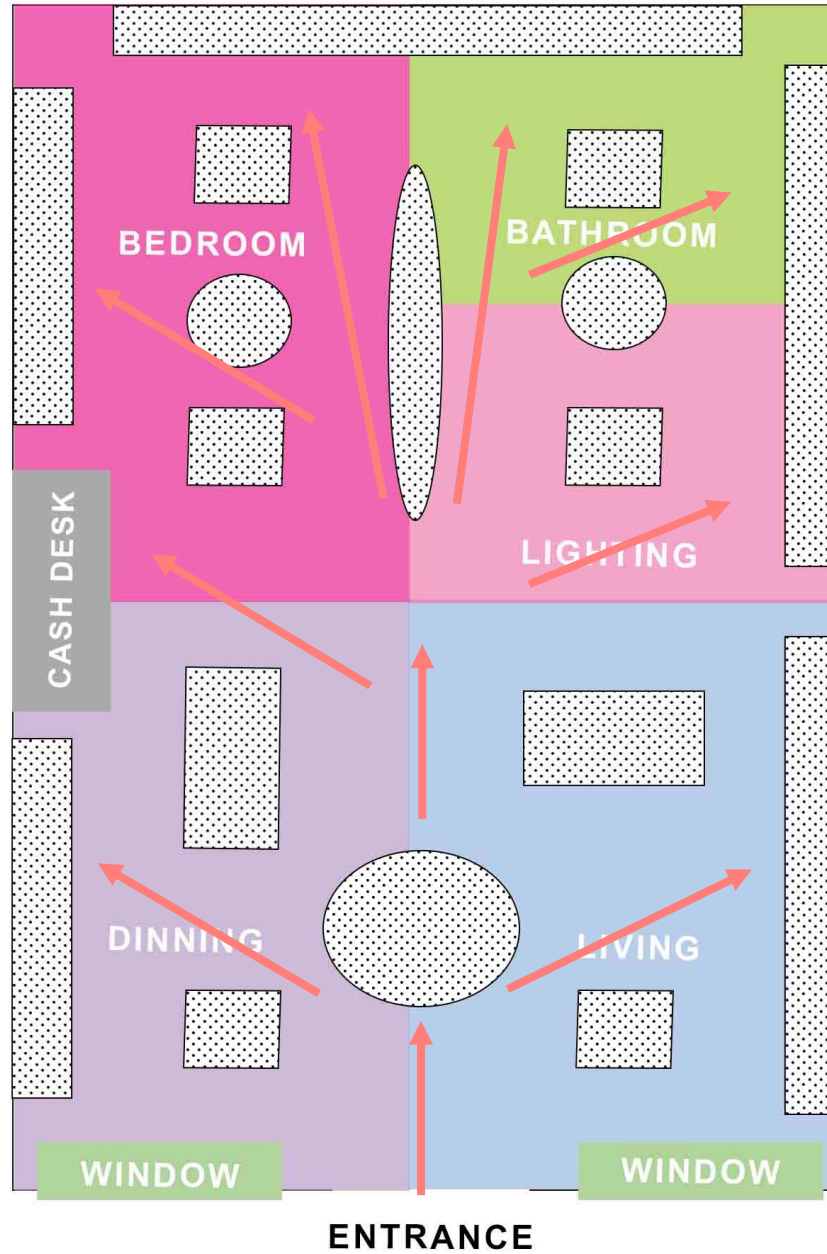 BEDROOM
BATHROOM
CASH DESK
LIGHTING
DINNING
LIVING
WINDOW
WINDOW
ENTRANCE